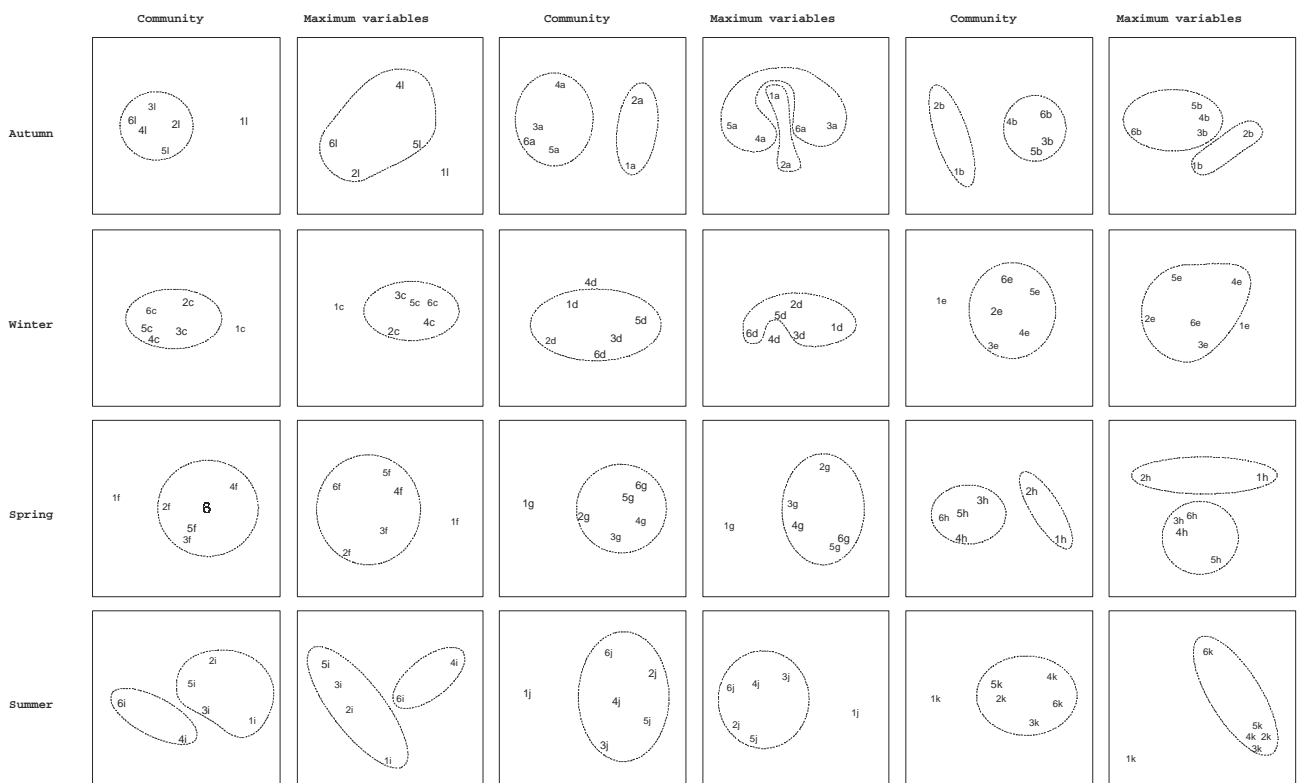 Community Maximum variables Community Maximum variables Community Maximum variables
Autumn
3l
6l
4l
2l
5l
1l
4l
6l
5l
2l
1l
4a
3a
6a
5a
2a
1a
1a
5a
4a
6a
3a
2a
2b
1b
4b
6b
3b
5b
5b
4b
6b
3b
2b
1b
Winter
2c
6c
5c
3c
4c
1c
1c
3c
5c
6c
4c
2c
4d
1d
5d
3d
2d
6d
2d
5d
1d
6d
3d
4d
1e
6e
5e
2e
4e
3e
5e
4e
2e
6e
1e
3e
Spring
1f
4f
2f
6
5f
3f
5f
6f
4f
3f
1f
2f
1g
6g
5g
2g
4g
3g
2g
3g
1g
4g
6g
5g
3h
5h
6h
4h
2h
1h
2h
1h
6h
3h
4h
5h
Summer
2i
5i
6i
3i
1i
4i
5i
3i
2i
1i
4i
6i
1j
6j
2j
4j
5j
3j
6j
4j
3j
2j
5j
1j
1k
5k
4k
2k
6k
3k
6k
5k
4k 2k
3k
1k